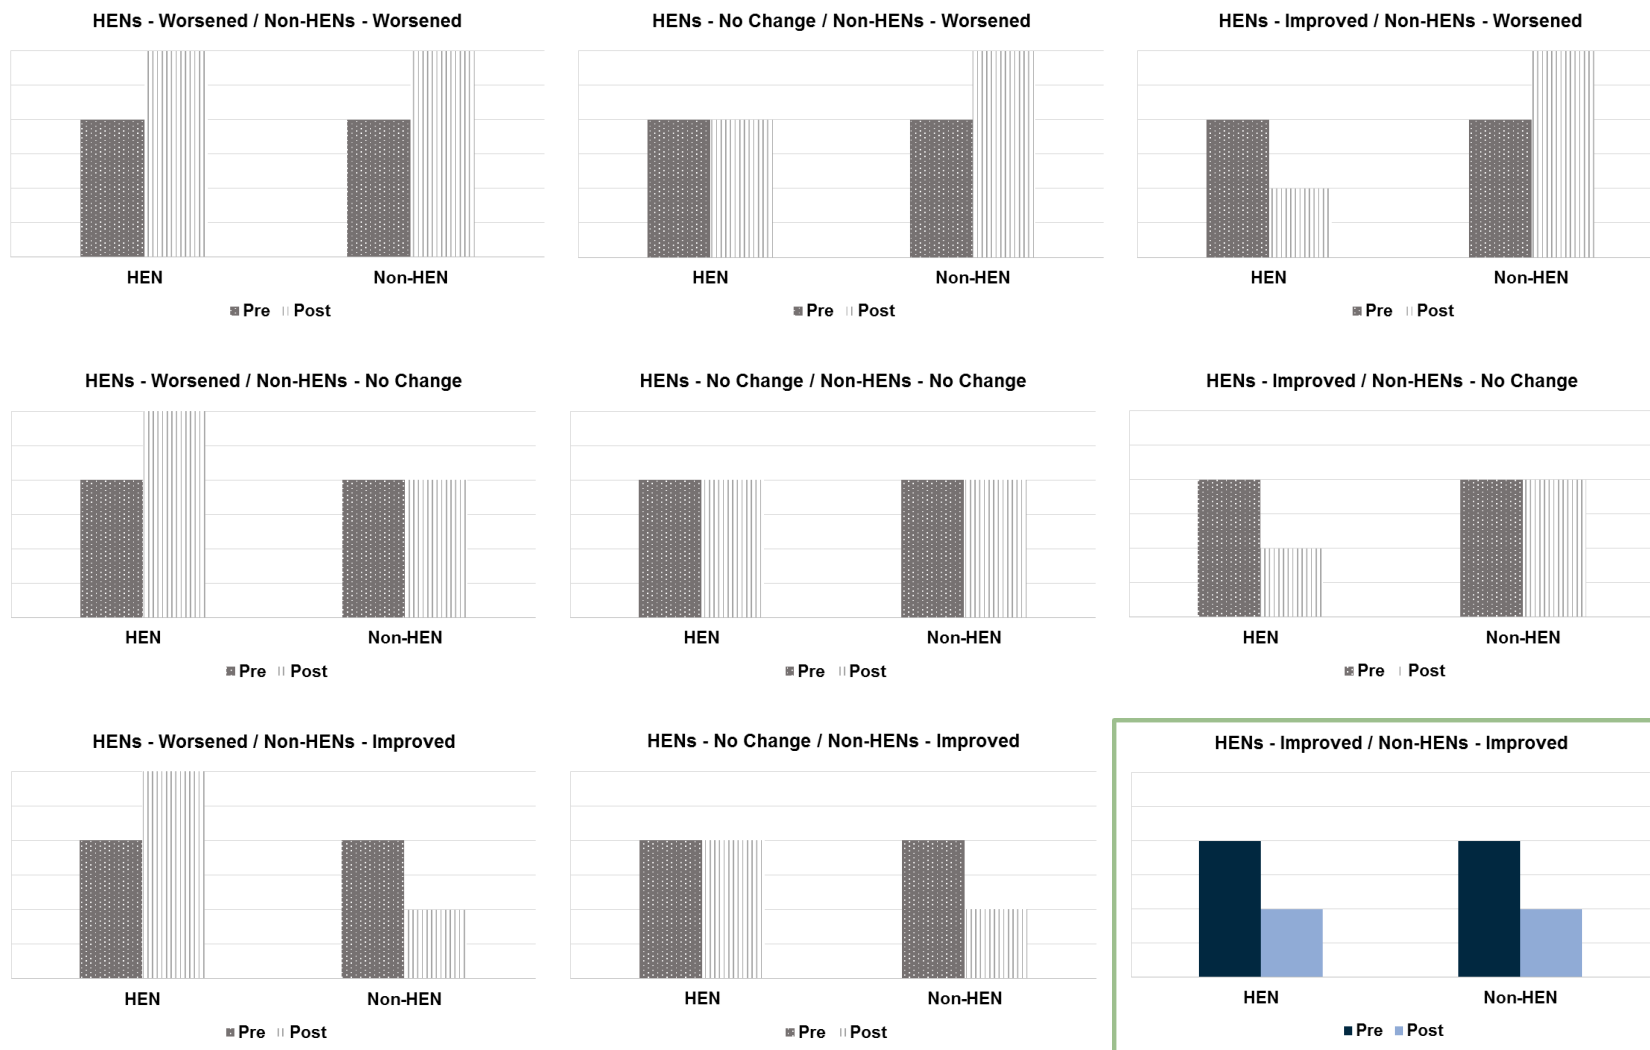 HENs - Worsened / Non-HENs - Worsened
HEN
Non-HEN
Pre Post
HENs - No Change / Non-HENs - Worsened
HEN
Non-HEN
Pre Post
HENs - Improved / Non-HENs - Worsened
HEN
Non-HEN
Pre Post
HENs - Worsened / Non-HENs - No Change
HEN
Non-HEN
Pre Post
HENs - No Change / Non-HENs - No Change
HEN
Non-HEN
Pre Post
HENs - Improved / Non-HENs - No Change
HEN
Non-HEN
Pre Post
HENs - Worsened / Non-HENs - Improved
HEN
Non-HEN
Pre Post
HENs - No Change / Non-HENs - Improved
HEN
Non-HEN
Pre Post
HENs - Improved / Non-HENs - Improved
HEN
Non-HEN
Pre Post